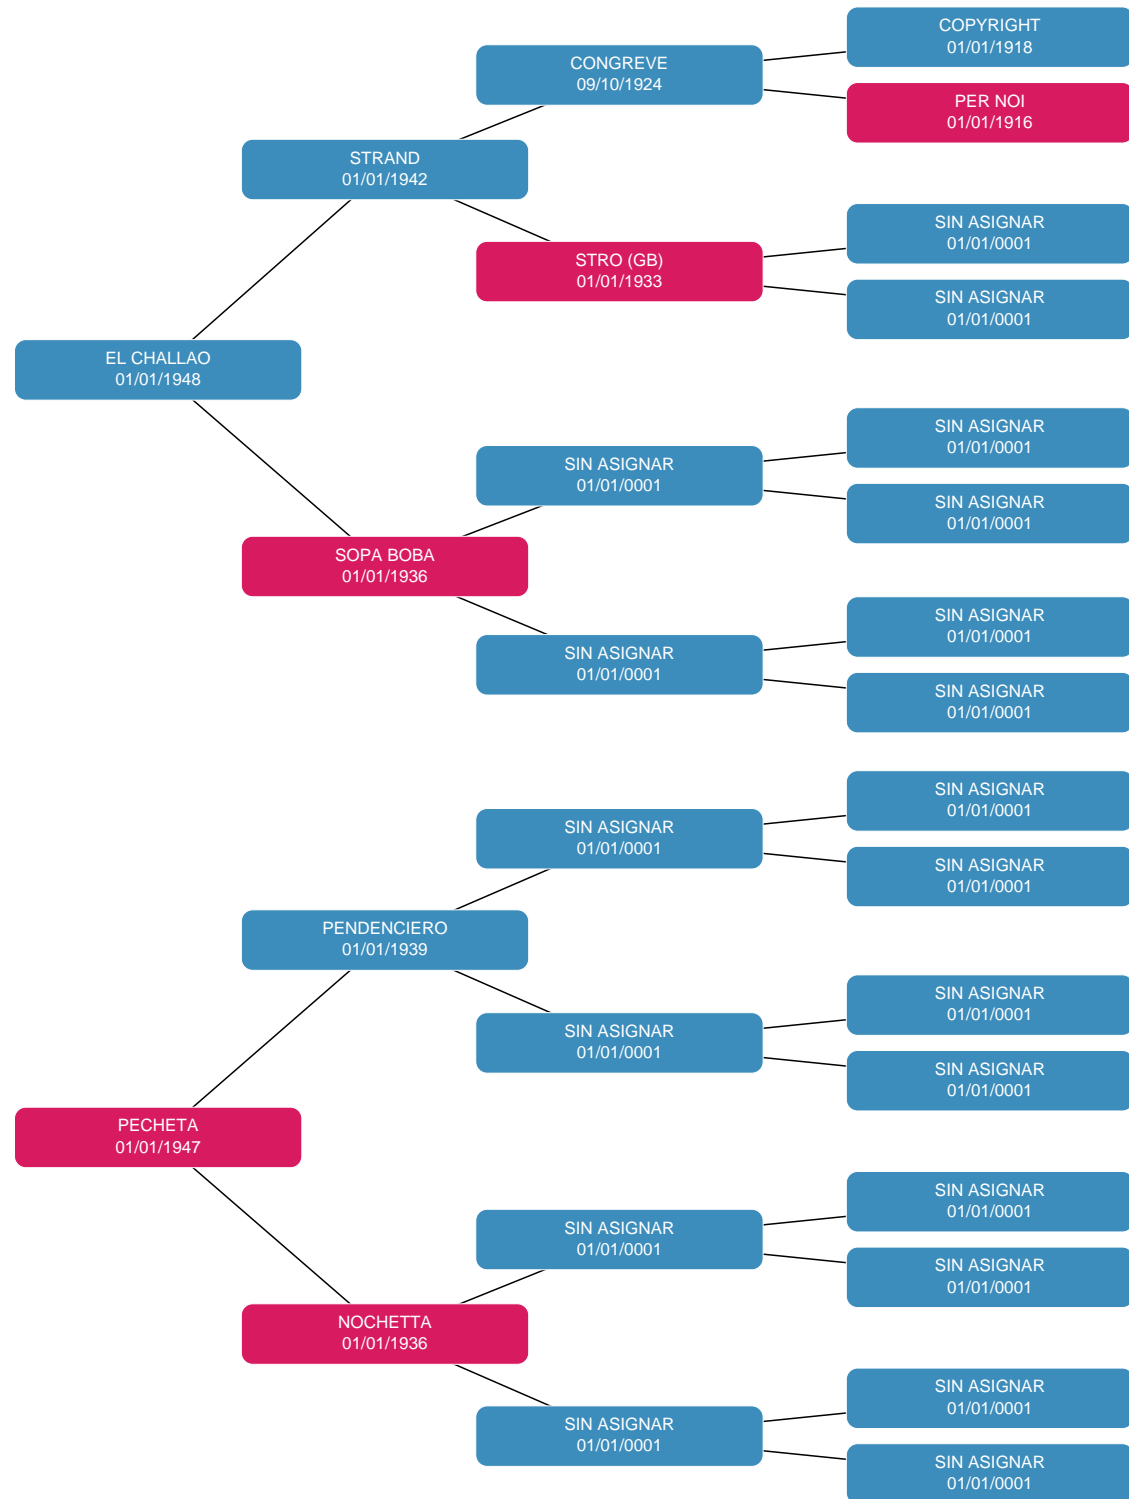 COPYRIGHT
01/01/1918
CONGREVE
09/10/1924
PER NOI
01/01/1916
STRAND
01/01/1942
SIN ASIGNAR
01/01/0001
STRO (GB)
01/01/1933
SIN ASIGNAR
01/01/0001
EL CHALLAO
01/01/1948
SIN ASIGNAR
01/01/0001
SIN ASIGNAR
01/01/0001
SIN ASIGNAR
01/01/0001
SOPA BOBA
01/01/1936
SIN ASIGNAR
01/01/0001
SIN ASIGNAR
01/01/0001
SIN ASIGNAR
01/01/0001
SIN ASIGNAR
01/01/0001
SIN ASIGNAR
01/01/0001
SIN ASIGNAR
01/01/0001
PENDENCIERO
01/01/1939
SIN ASIGNAR
01/01/0001
SIN ASIGNAR
01/01/0001
SIN ASIGNAR
01/01/0001
PECHETA
01/01/1947
SIN ASIGNAR
01/01/0001
SIN ASIGNAR
01/01/0001
SIN ASIGNAR
01/01/0001
NOCHETTA
01/01/1936
SIN ASIGNAR
01/01/0001
SIN ASIGNAR
01/01/0001
SIN ASIGNAR
01/01/0001